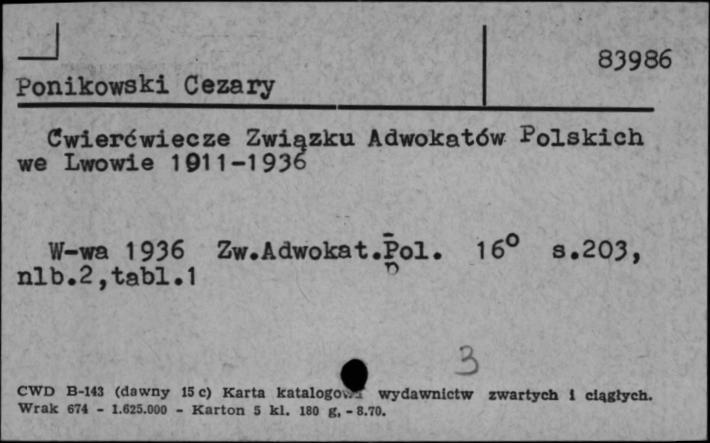 83986
Ponikowski Cezary
Ćwierćwiecze Związku Adwokatów Polskich
we Lwowie 1911-1936
W-wa 1936 Zw.Adwokat.Pol. 16° s.203,
nlb.2,tabl.1
3
CWD B-143 (dawny 15 c) Karta katalogowa wydawnictw zwartych i ciągłych.
Wrak 674 - 1.625.000 - Karton 5 kl. 180 g, - 8.70.